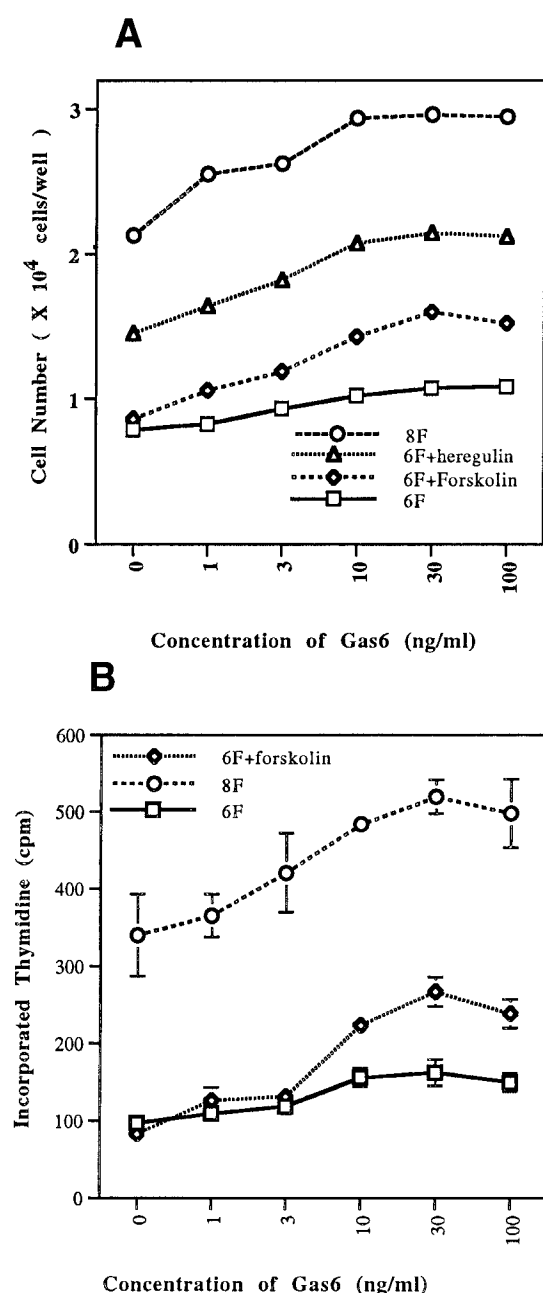 A
Cell Number ( X 10⁴ cells/well )
3
2
1
0
8F
6F+heregulin
6F+Forskolin
6F
0
1
3
10
30
100
Concentration of Gas6 (ng/ml)
B
Incorporated Thymidine (cpm)
600
500
400
300
200
100
0
6F+forskolin
8F
6F
0
1
3
10
30
100
Concentration of Gas6 (ng/ml)